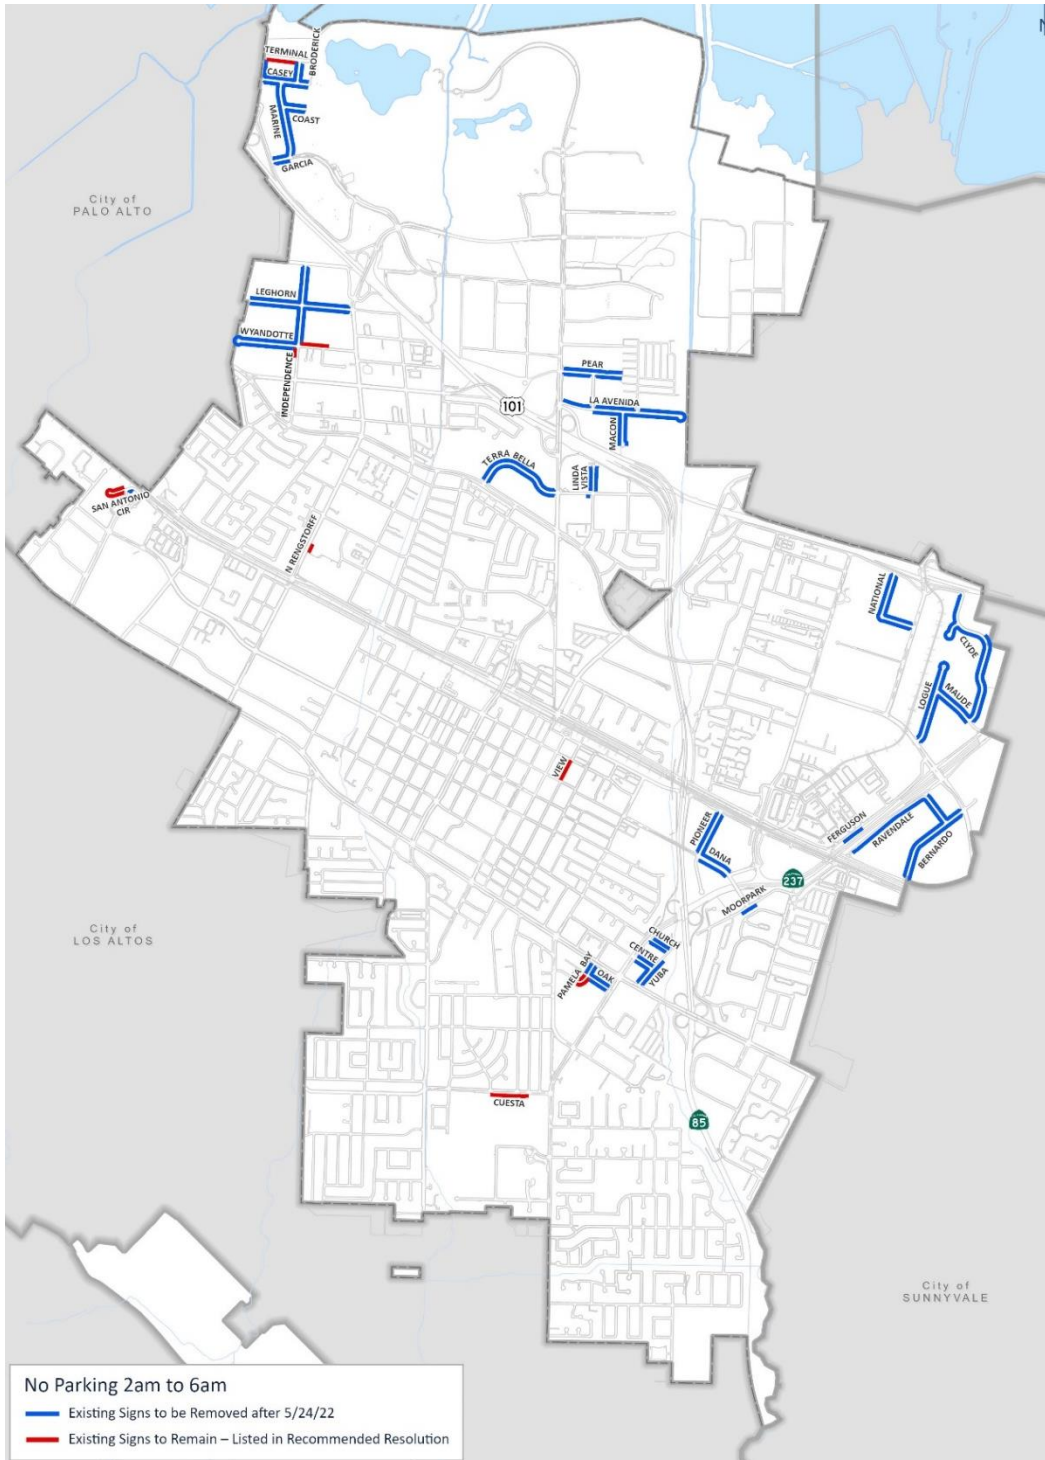 N
TERMINAL
BRODERICK
CASEY
MARINE
COAST
GARCIA
City of
PALO ALTO
LEGHORN
WYANDOTTE
INDEPENDENCE
PEAR
101
LA AVENIDA
MACON
TERRA BELLA
LINDA
VISTA
SAN ANTONIO
CIR
N RENGSTORFF
NATIONAL
CLYDE
LOGUE
MAUDE
VIEW
PIONEER
DANA
FERGUSON
RAVENDALE
BERNARDO
237
MOORPARK
City of
LOS ALTOS
CHURCH
CENTRE
YUBA
PAMELA
BAY
OAK
CUESTA
85
City of
SUNNYVALE
No Parking 2am to 6am
Existing Signs to be Removed after 5/24/22
Existing Signs to Remain – Listed in Recommended Resolution